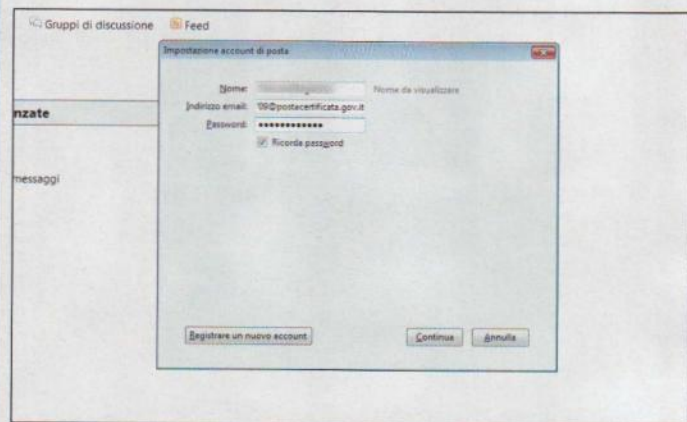 Gruppi di discussione Feed
Impostazione account di posta
Nome: Nome da visualizzare
Indirizzo email: '09@postacertificata.gov.it
Password: ••••••••••••
Ricorda password
nzate
messaggi
Registrare un nuovo account Continua Annulla